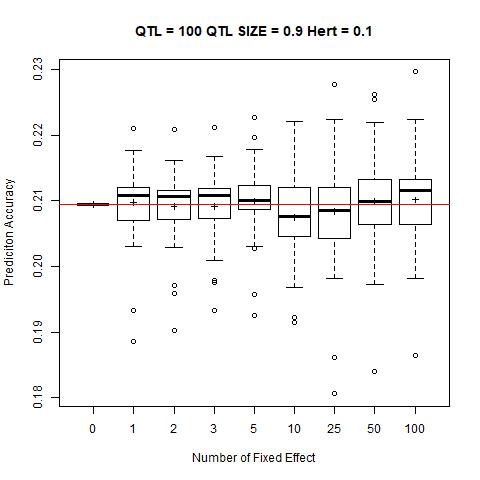 QTL = 100 QTL SIZE = 0.9 Hert = 0.1
Prediciton Accuracy
0.23
0.22
0.21
0.20
0.19
0.18
0 1 2 3 5 10 25 50 100
Number of Fixed Effect